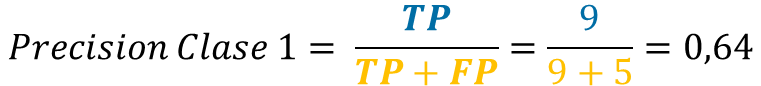 Precision Clase 1 = TP / (TP + FP) = 9 / (9 + 5) = 0,64